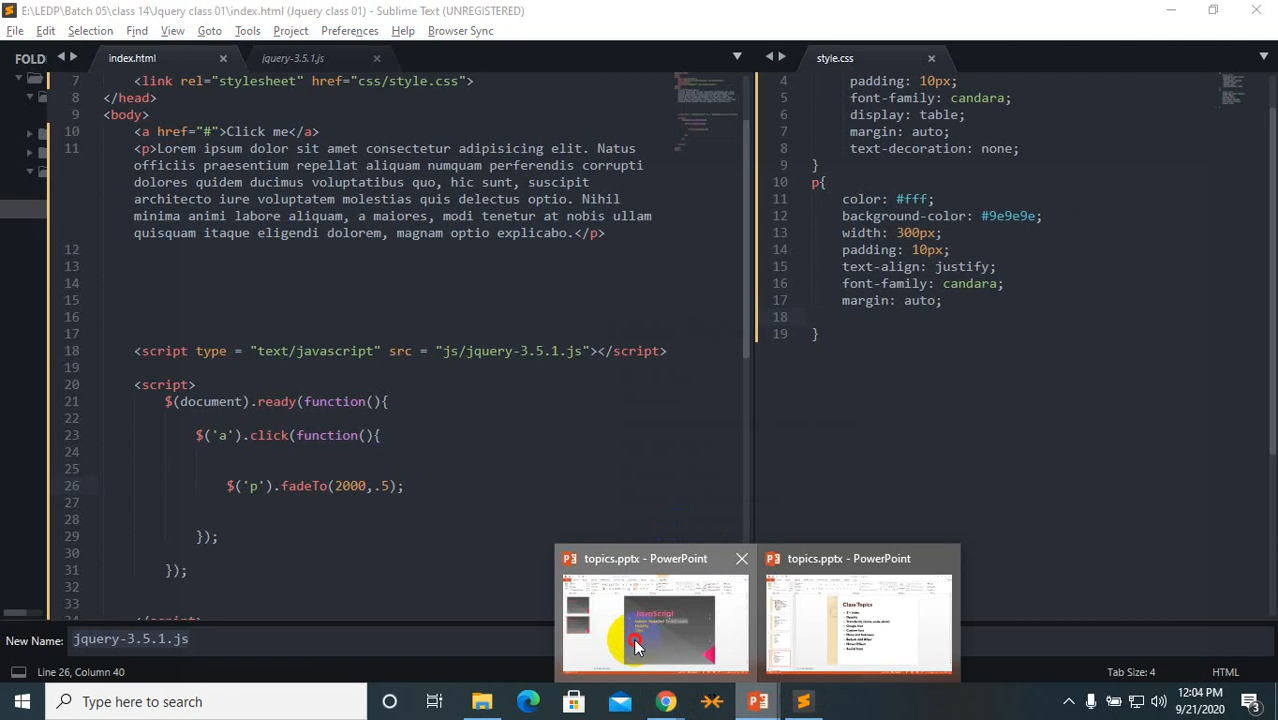 E:\LEDP\Batch 05\class 14\Jquery class 01\index.html (Jquery class 01) - Sublime Text (UNREGISTERED)
File Edit Selection Find View Goto Tools Project Preferences Help Browser Sync
FOLD
index.html
jquery-3.5.1.js
7 <link rel="stylesheet" href="css/style.css">
8 </head>
9 <body>
10 <a href="#">Click me</a>
11 <p>Lorem ipsum dolor sit amet consectetur adipisicing elit. Natus
officiis praesentium repellat aliquam numquam perferendis corrupti
dolores quidem ducimus voluptatibus quo, hic sunt, suscipit
architecto iure voluptatem molestias quis delectus optio. Nihil
minima animi labore aliquam, a maiores, modi tenetur at nobis ullam
quisquam itaque eligendi dolorem, magnam optio explicabo.</p>
12
13
14
15
16
17
18 <script type = "text/javascript" src = "js/jquery-3.5.1.js"></script>
19
20 <script>
21 $(document).ready(function(){
22
23 $('a').click(function(){
24
25
26 $('p').fadeTo(2000,.5);
27
28
29 });
30
31 });
32
33
style.css
4 padding: 10px;
5 font-family: candara;
6 display: table;
7 margin: auto;
8 text-decoration: none;
9 }
10 p{
11 color: #fff;
12 background-color: #9e9e9e;
13 width: 300px;
14 padding: 10px;
15 text-align: justify;
16 font-family: candara;
17 margin: auto;
18
19 }
topics.pptx - PowerPoint
JavaScript
topics.pptx - PowerPoint
Class Topics
New Name: jquery-3.5.1.js
Line 26, Column 40
Tab Size: 4
HTML
Type here to search
12:04 PM
9/21/2020
3